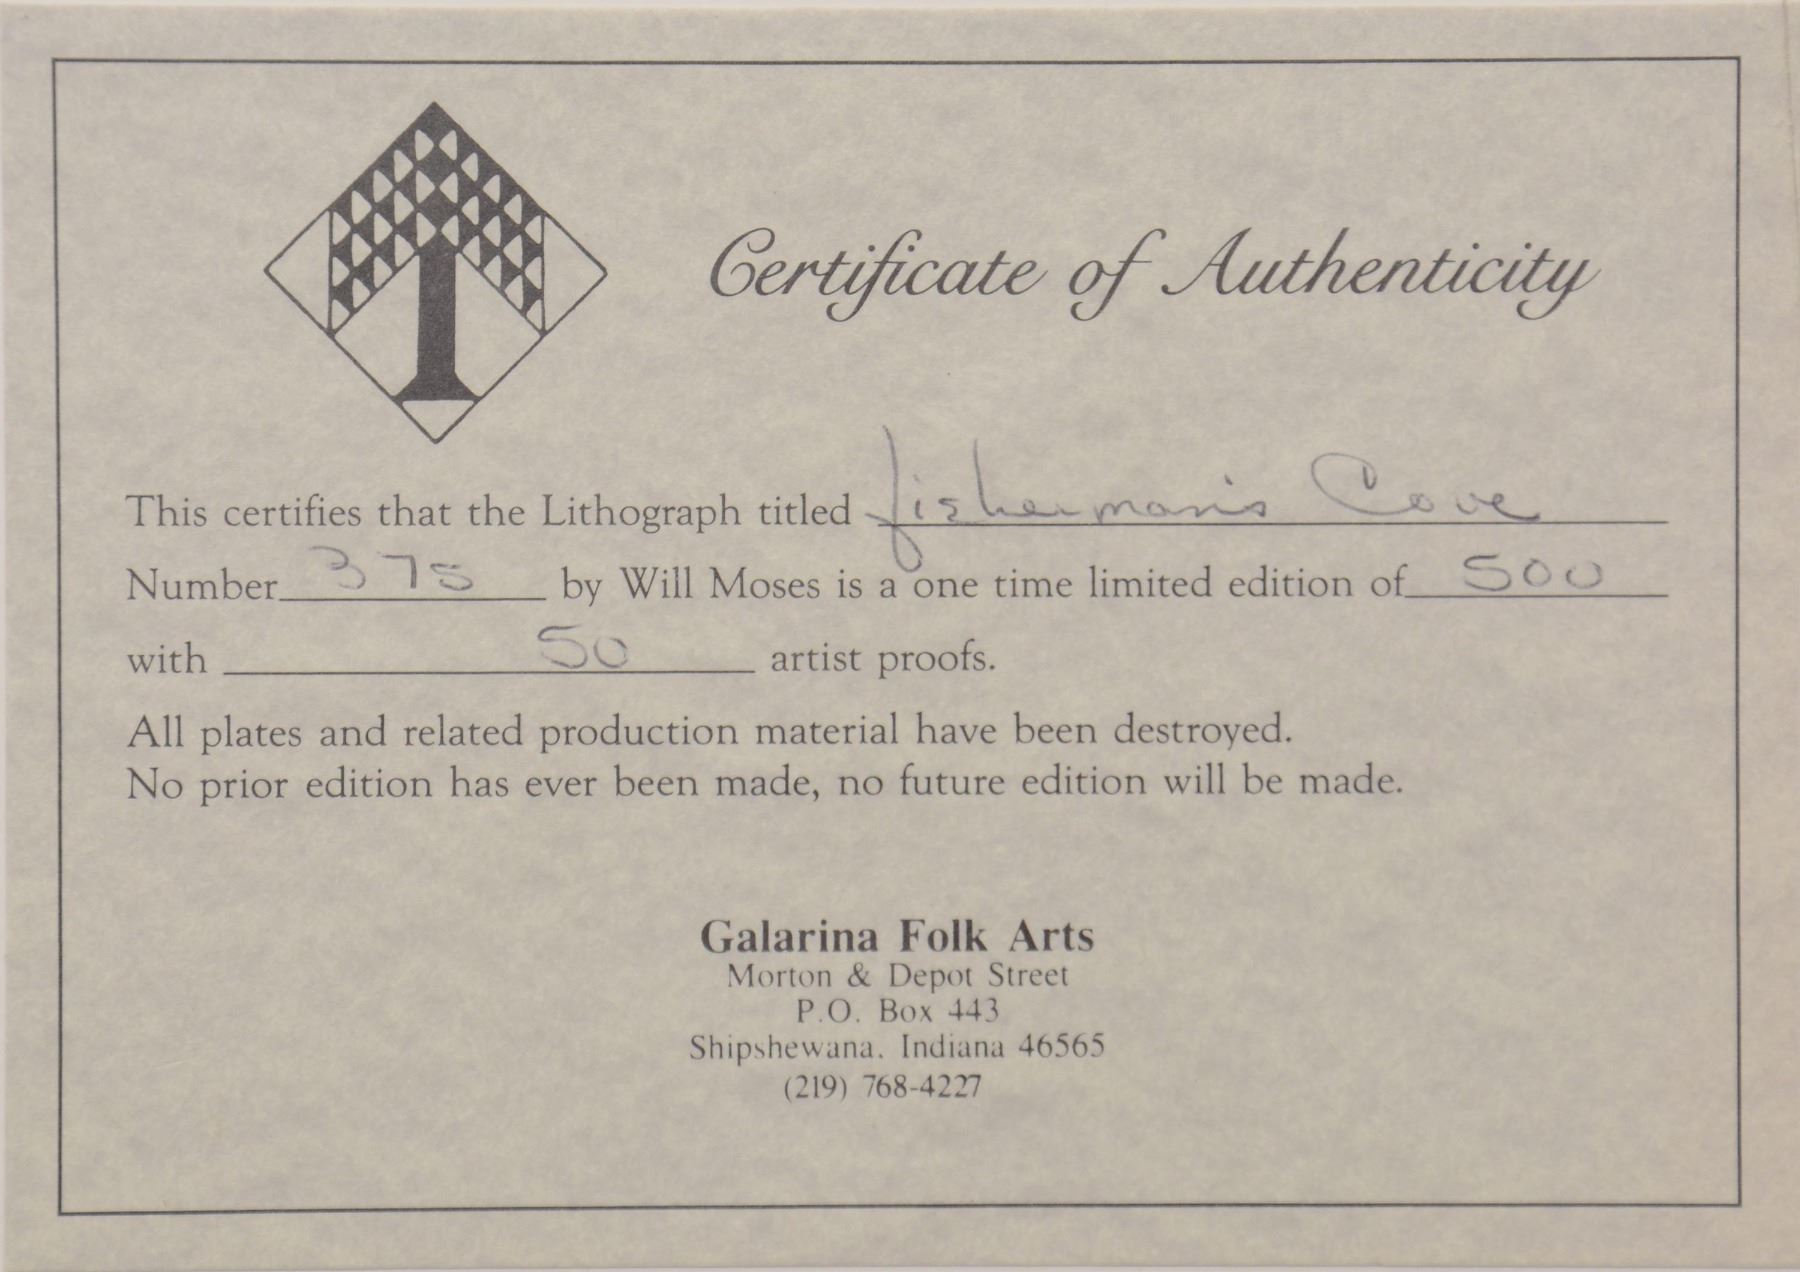 Certificate of Authenticity
This certifies that the Lithograph titled fisherman's Cove
Number 375 by Will Moses is a one time limited edition of 500
with 50 artist proofs.
All plates and related production material have been destroyed.
No prior edition has ever been made, no future edition will be made.
Galarina Folk Arts
Morton & Depot Street
P.O. Box 443
Shipshewana, Indiana 46565
(219) 768-4227